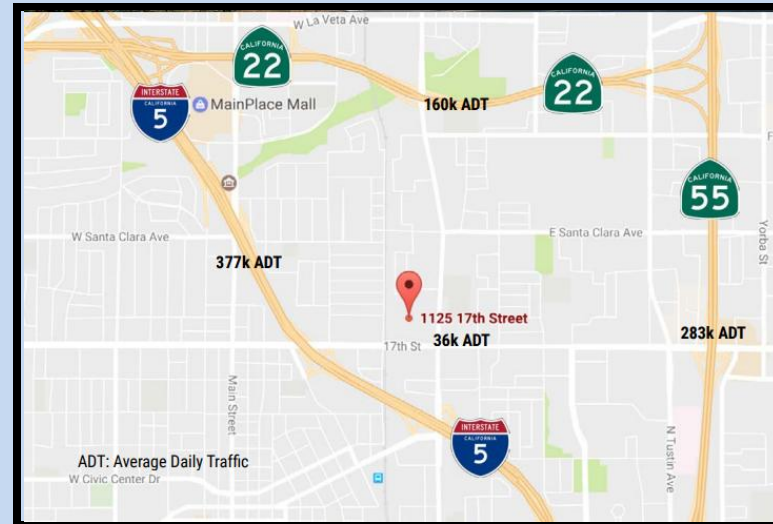 W La Veta Ave
CALIFORNIA
22
INTERSTATE
CALIFORNIA
5
MainPlace Mall
160k ADT
CALIFORNIA
22
F
CALIFORNIA
55
W Santa Clara Ave
E Santa Clara Ave
Yorba St
377k ADT
1125 17th Street
17th St
36k ADT
283k ADT
Main Street
INTERSTATE
CALIFORNIA
5
N Tustin Ave
ADT: Average Daily Traffic
W Civic Center Dr